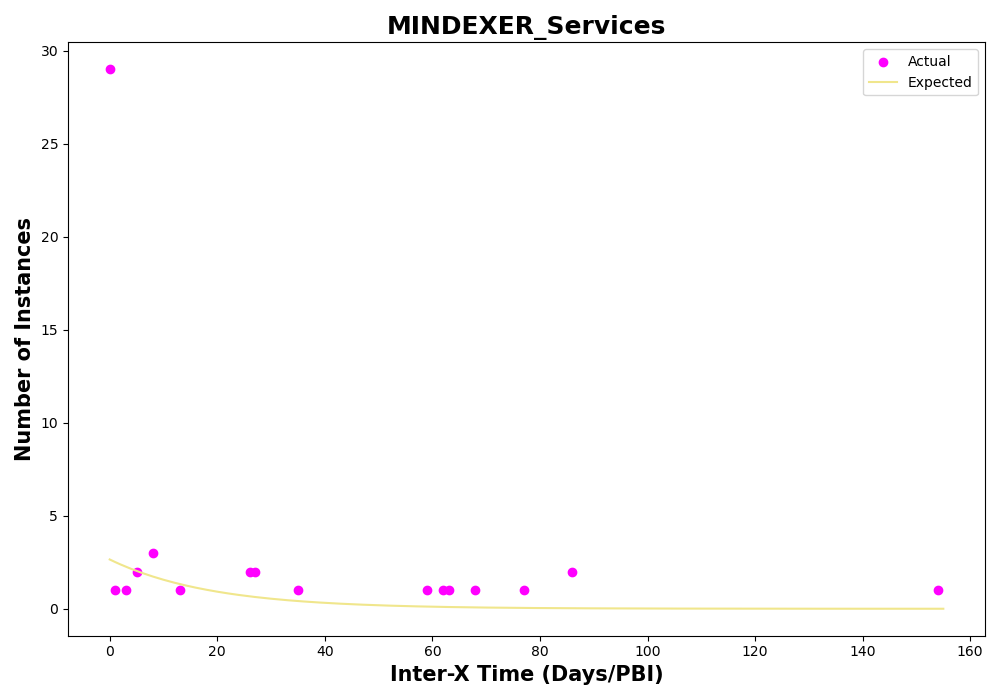 MINDEXER_Services
Actual
Expected
Number of Instances
30
25
20
15
10
5
0
0 20 40 60 80 100 120 140 160
Inter-X Time (Days/PBI)